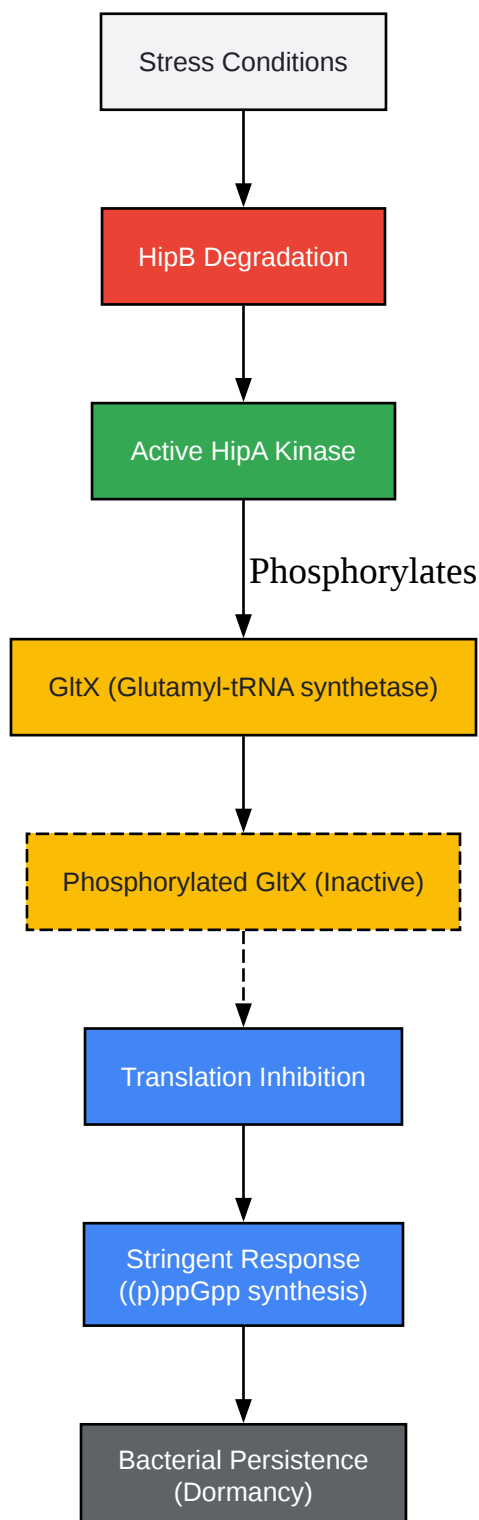 Stress Conditions
HipB Degradation
Active HipA Kinase
Phosphorylates
GltX (Glutamyl-tRNA synthetase)
Phosphorylated GltX (Inactive)
Translation Inhibition
Stringent Response
((p)ppGpp synthesis)
Bacterial Persistence
(Dormancy)